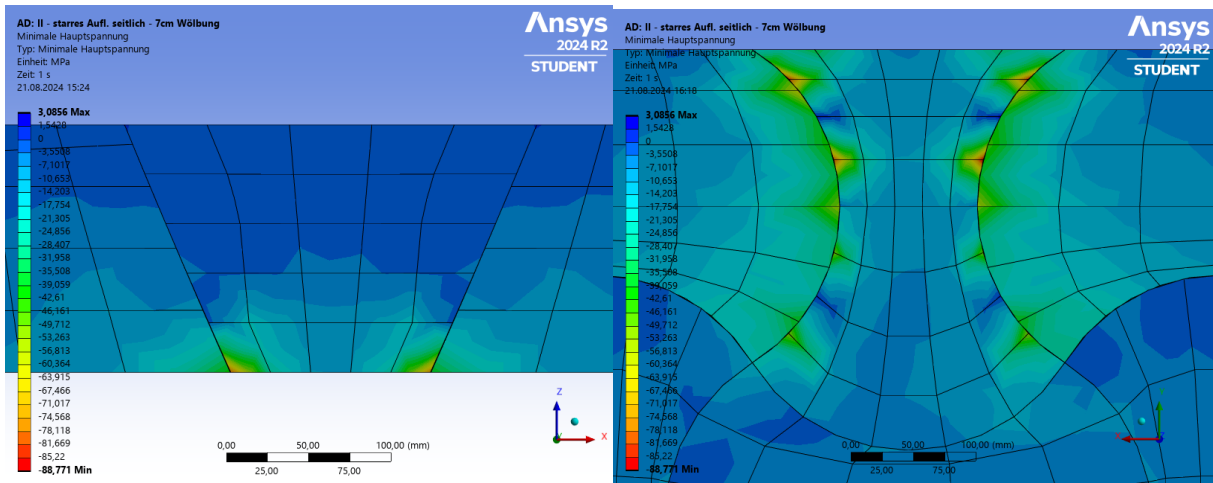 AD: II - starres Aufl. seitlich - 7cm Wölbung
Minimale Hauptspannung
Typ: Minimale Hauptspannung
Einheit: MPa
Zeit: 1 s
21.08.2024 15:24
Ansys
2024 R2
STUDENT
3,0856 Max
1,5428
0
-3,5508
-7,1017
-10,653
-14,203
-17,754
-21,305
-24,856
-28,407
-31,958
-35,508
-39,059
-42,61
-46,161
-49,712
-53,263
-56,813
-60,364
-63,915
-67,466
-71,017
-74,568
-78,118
-81,669
-85,22
-88,771 Min
0,00
50,00
100,00 (mm)
25,00
75,00
Z
X
AD: II - starres Aufl. seitlich - 7cm Wölbung
Minimale Hauptspannung
Typ: Minimale Hauptspannung
Einheit: MPa
Zeit: 1 s
21.08.2024 16:18
Ansys
2024 R2
STUDENT
3,0856 Max
1,5428
0
-3,5508
-7,1017
-10,653
-14,203
-17,754
-21,305
-24,856
-28,407
-31,958
-35,508
-39,059
-42,61
-46,161
-49,712
-53,263
-56,813
-60,364
-63,915
-67,466
-71,017
-74,568
-78,118
-81,669
-85,22
-88,771 Min
0,00
50,00
100,00 (mm)
25,00
75,00
X